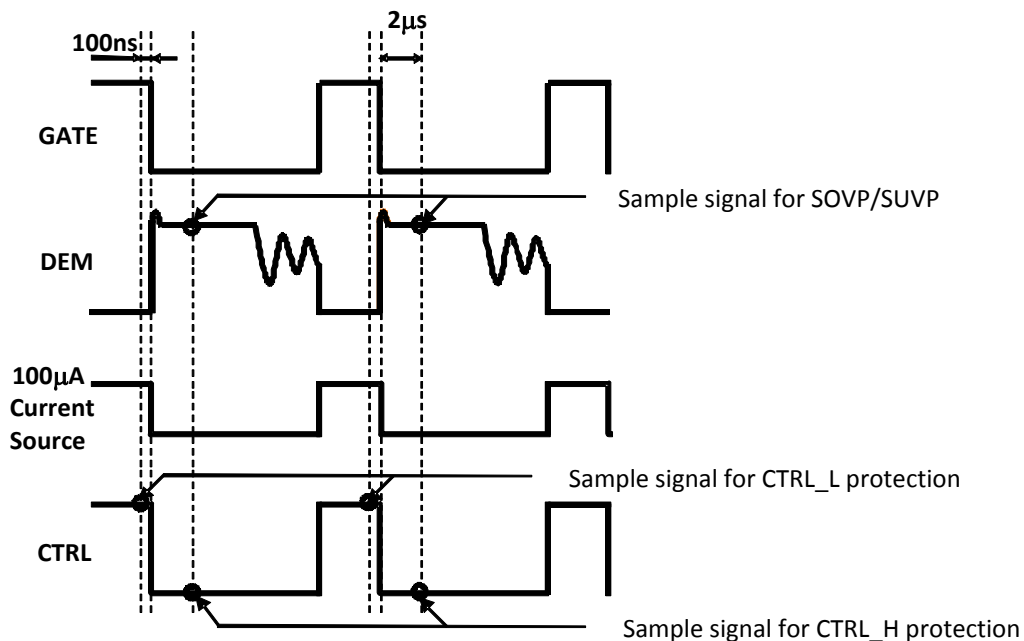 2μs
100ns
GATE
Sample signal for SOVP/SUVP
DEM
100μA
Current
Source
Sample signal for CTRL_L protection
CTRL
Sample signal for CTRL_H protection